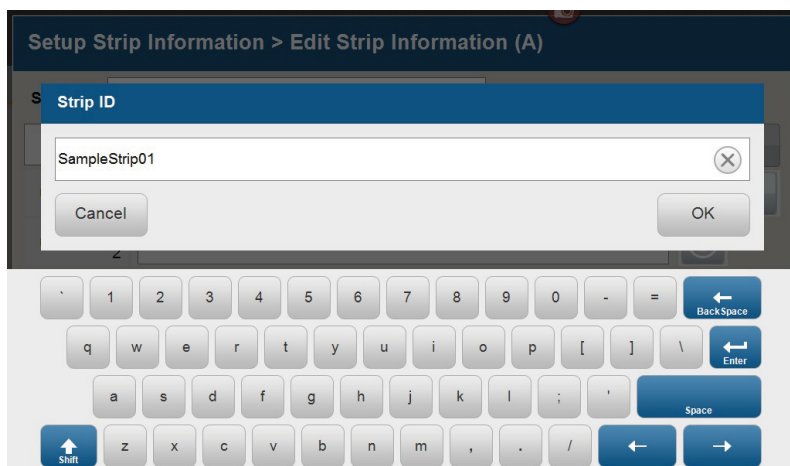 Setup Strip Information > Edit Strip Information (A)
S
Strip ID
SampleStrip01
Cancel
OK
2
` 1 2 3 4 5 6 7 8 9 0 - = BackSpace
q w e r t y u i o p [ ] \ Enter
a s d f g h j k l ; ' Space
Shift z x c v b n m , . /